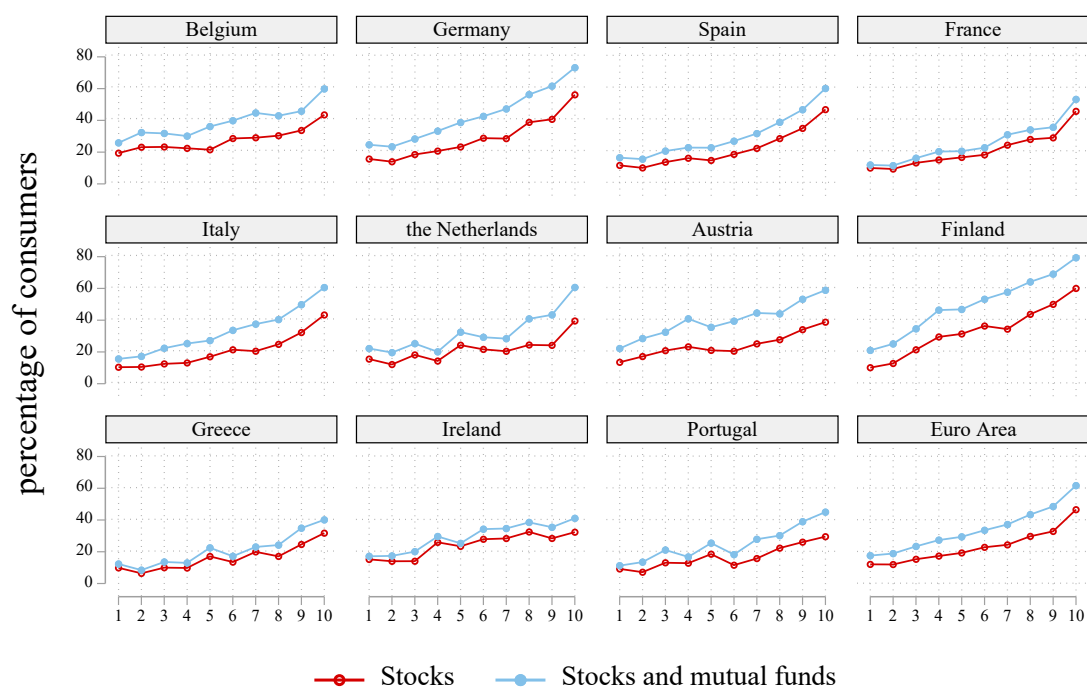 Belgium Germany Spain France
80
60
40
20
0
Italy the Netherlands Austria Finland
80
60
40
20
0
Greece Ireland Portugal Euro Area
80
60
40
20
0
1 2 3 4 5 6 7 8 9 10 1 2 3 4 5 6 7 8 9 10 1 2 3 4 5 6 7 8 9 10 1 2 3 4 5 6 7 8 9 10
percentage of consumers
Stocks Stocks and mutual funds